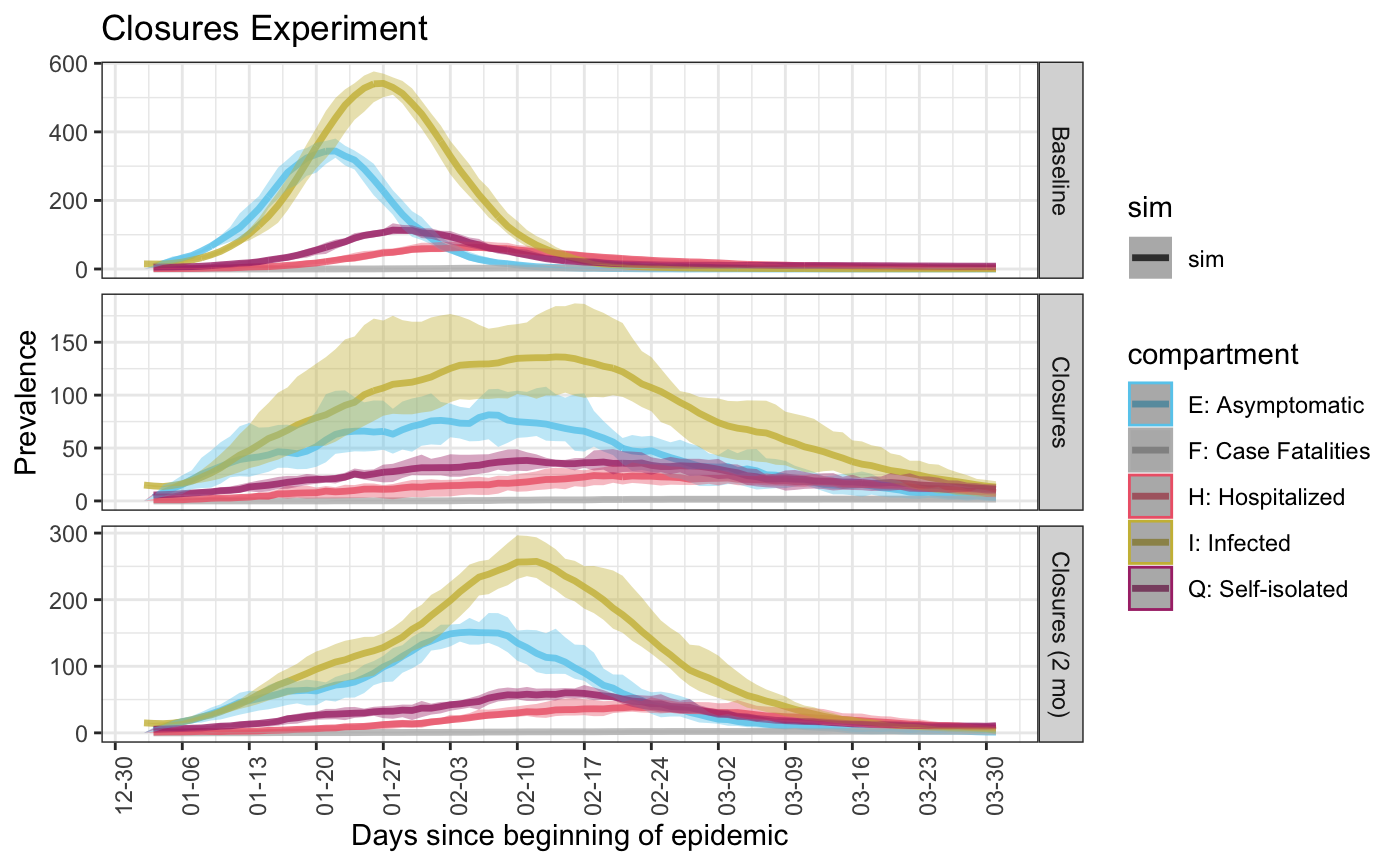 Closures Experiment
600
400
200
0
Baseline
150
100
50
0
Closures
300
200
100
0
Closures (2 mo)
Prevalence
12-30
01-06
01-13
01-20
01-27
02-03
02-10
02-17
02-24
03-02
03-09
03-16
03-23
03-30
Days since beginning of epidemic
sim
sim
compartment
E: Asymptomatic
F: Case Fatalities
H: Hospitalized
I: Infected
Q: Self-isolated